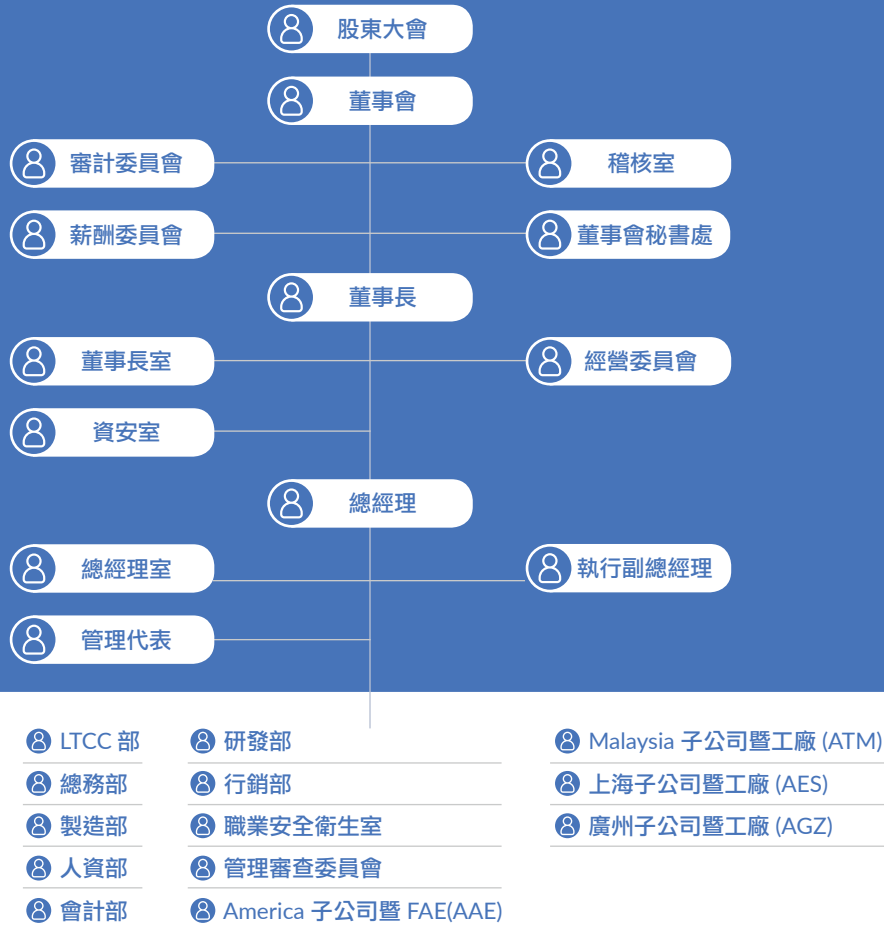 股東大會
董事會
審計委員會
稽核室
薪酬委員會
董事會秘書處
董事長
董事長室
經營委員會
資安室
總經理
總經理室
執行副總經理
管理代表
LTCC 部
研發部
Malaysia 子公司暨工廠 (ATM)
總務部
行銷部
上海子公司暨工廠 (AES)
製造部
職業安全衛生室
廣州子公司暨工廠 (AGZ)
人資部
管理審查委員會
會計部
America 子公司暨 FAE(AAE)